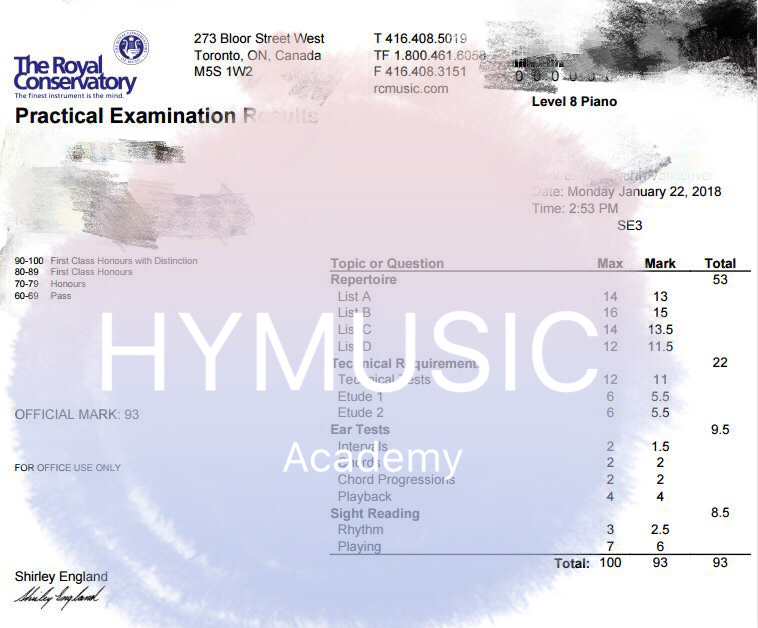 The Royal
Conservatory
The finest instrument is the mind.
273 Bloor Street West
Toronto, ON, Canada
M5S 1W2
T 416.408.5019
TF 1.800.461.6058
F 416.408.3151
rcmusic.com
Level 8 Piano
Practical Examination Results
Date: Monday January 22, 2018
Time: 2:53 PM
SE3
90-100 First Class Honours with Distinction
80-89 First Class Honours
70-79 Honours
60-69 Pass
OFFICIAL MARK: 93
FOR OFFICE USE ONLY
Topic or Question Max Mark Total
Repertoire 53
List A 14 13
List B 16 15
List C 14 13.5
List D 12 11.5
Technical Requirements 22
Technical Tests 12 11
Etude 1 6 5.5
Etude 2 6 5.5
Ear Tests 9.5
Intervals 2 1.5
Chords 2 2
Chord Progressions 2 2
Playback 4 4
Sight Reading 8.5
Rhythm 3 2.5
Playing 7 6
Total: 100 93 93
HYMUSIC
Academy
Shirley England
Shirley England